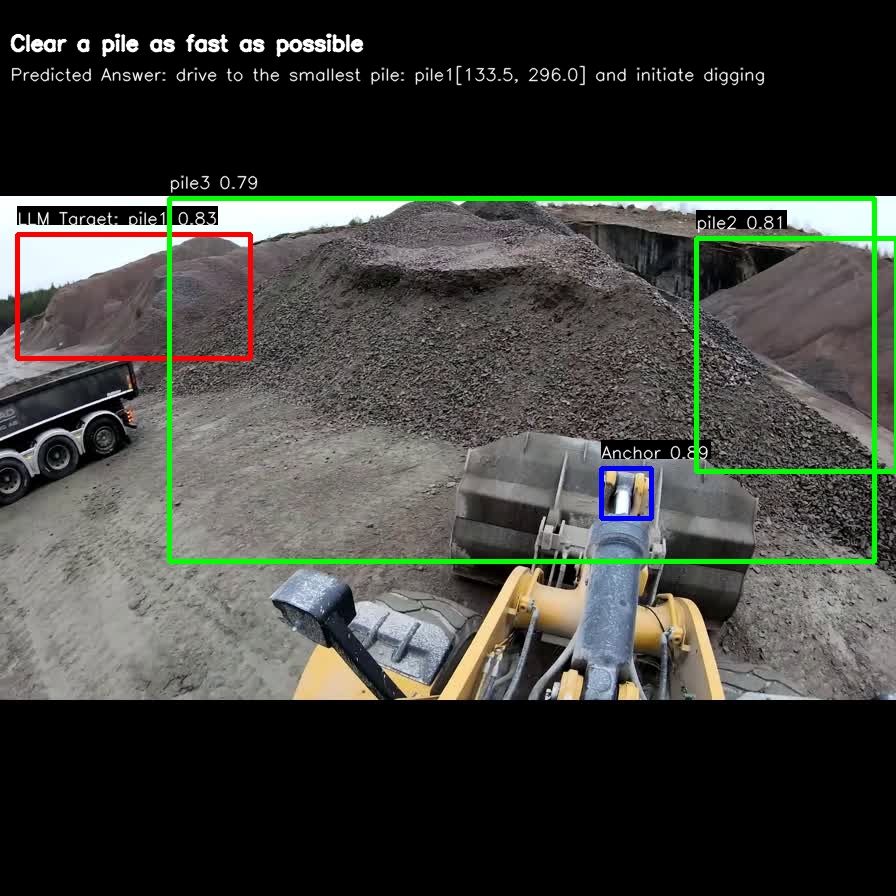 Clear a pile as fast as possible
Predicted Answer: drive to the smallest pile: pile1[133.5, 296.0] and initiate digging
pile3 0.79
LLM Target: pile1 0.83
pile2 0.81
Anchor 0.89